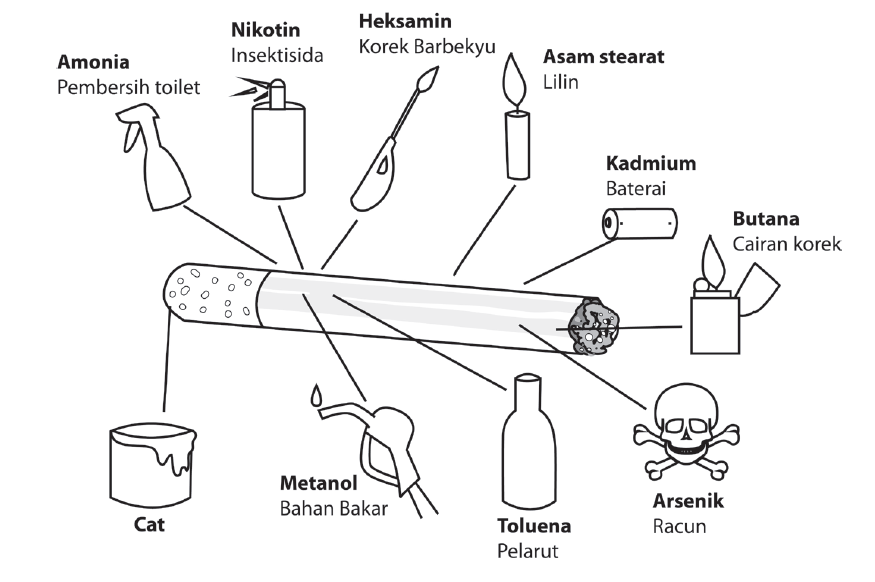 Amonia
Pembersih toilet
Nikotin
Insektisida
Heksamin
Korek Barbekyu
Asam stearat
Lilin
Kadmium
Baterai
Butana
Cairan korek
Cat
Metanol
Bahan Bakar
Toluena
Pelarut
Arsenik
Racun